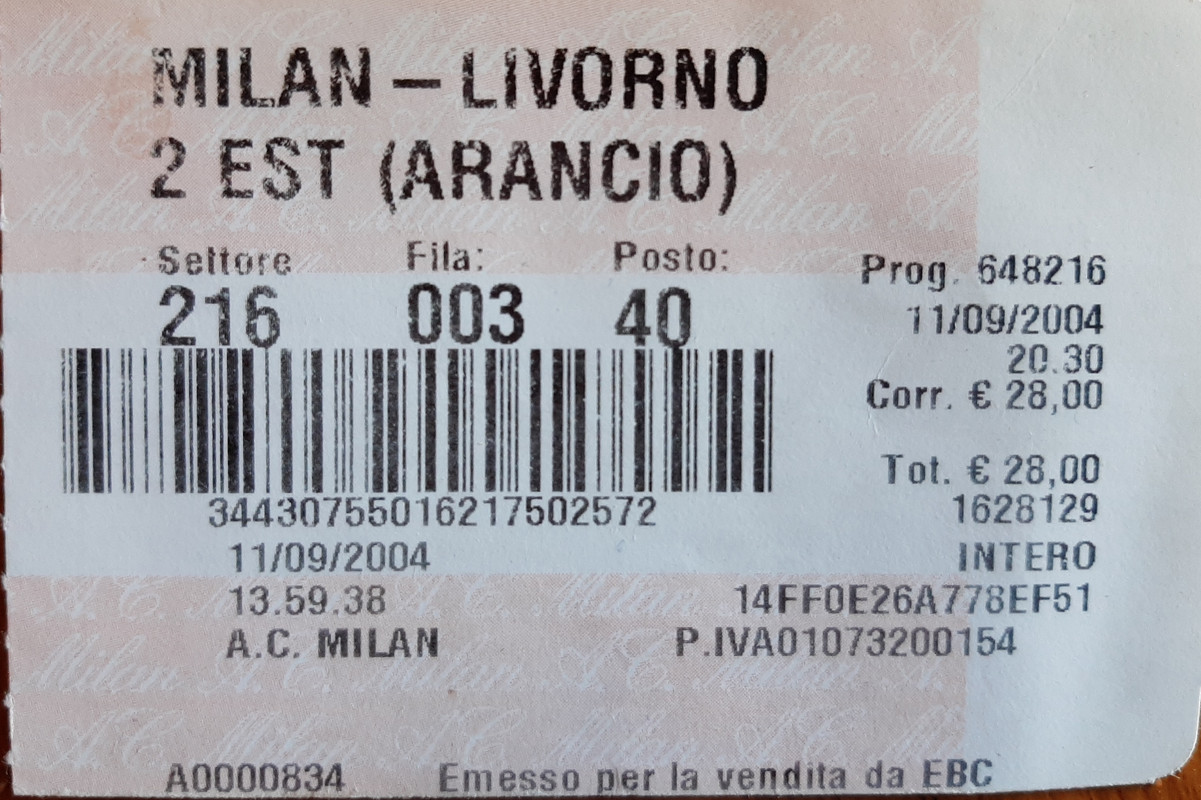 MILAN – LIVORNO
2 EST (ARANCIO)
Settore Fila: Posto:
216 003 40
Prog. 648216
11/09/2004
20.30
Corr. € 28,00
Tot. € 28,00
34430755016217502572 1628129
11/09/2004 INTERO
13.59.38 14FF0E26A778EF51
A.C. MILAN P.IVA01073200154
A0000834 Emesso per la vendita da EBC